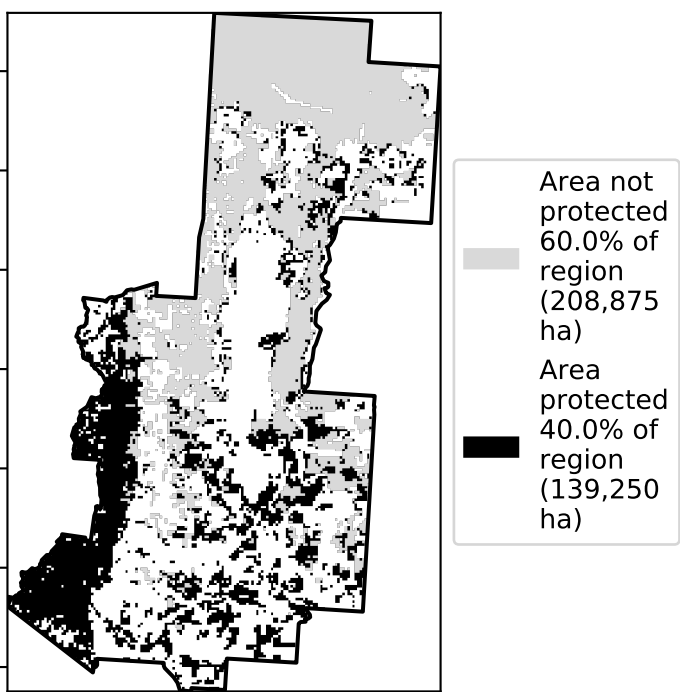 Area not
protected
60.0% of
region
(208,875
ha)
Area
protected
40.0% of
region
(139,250
ha)